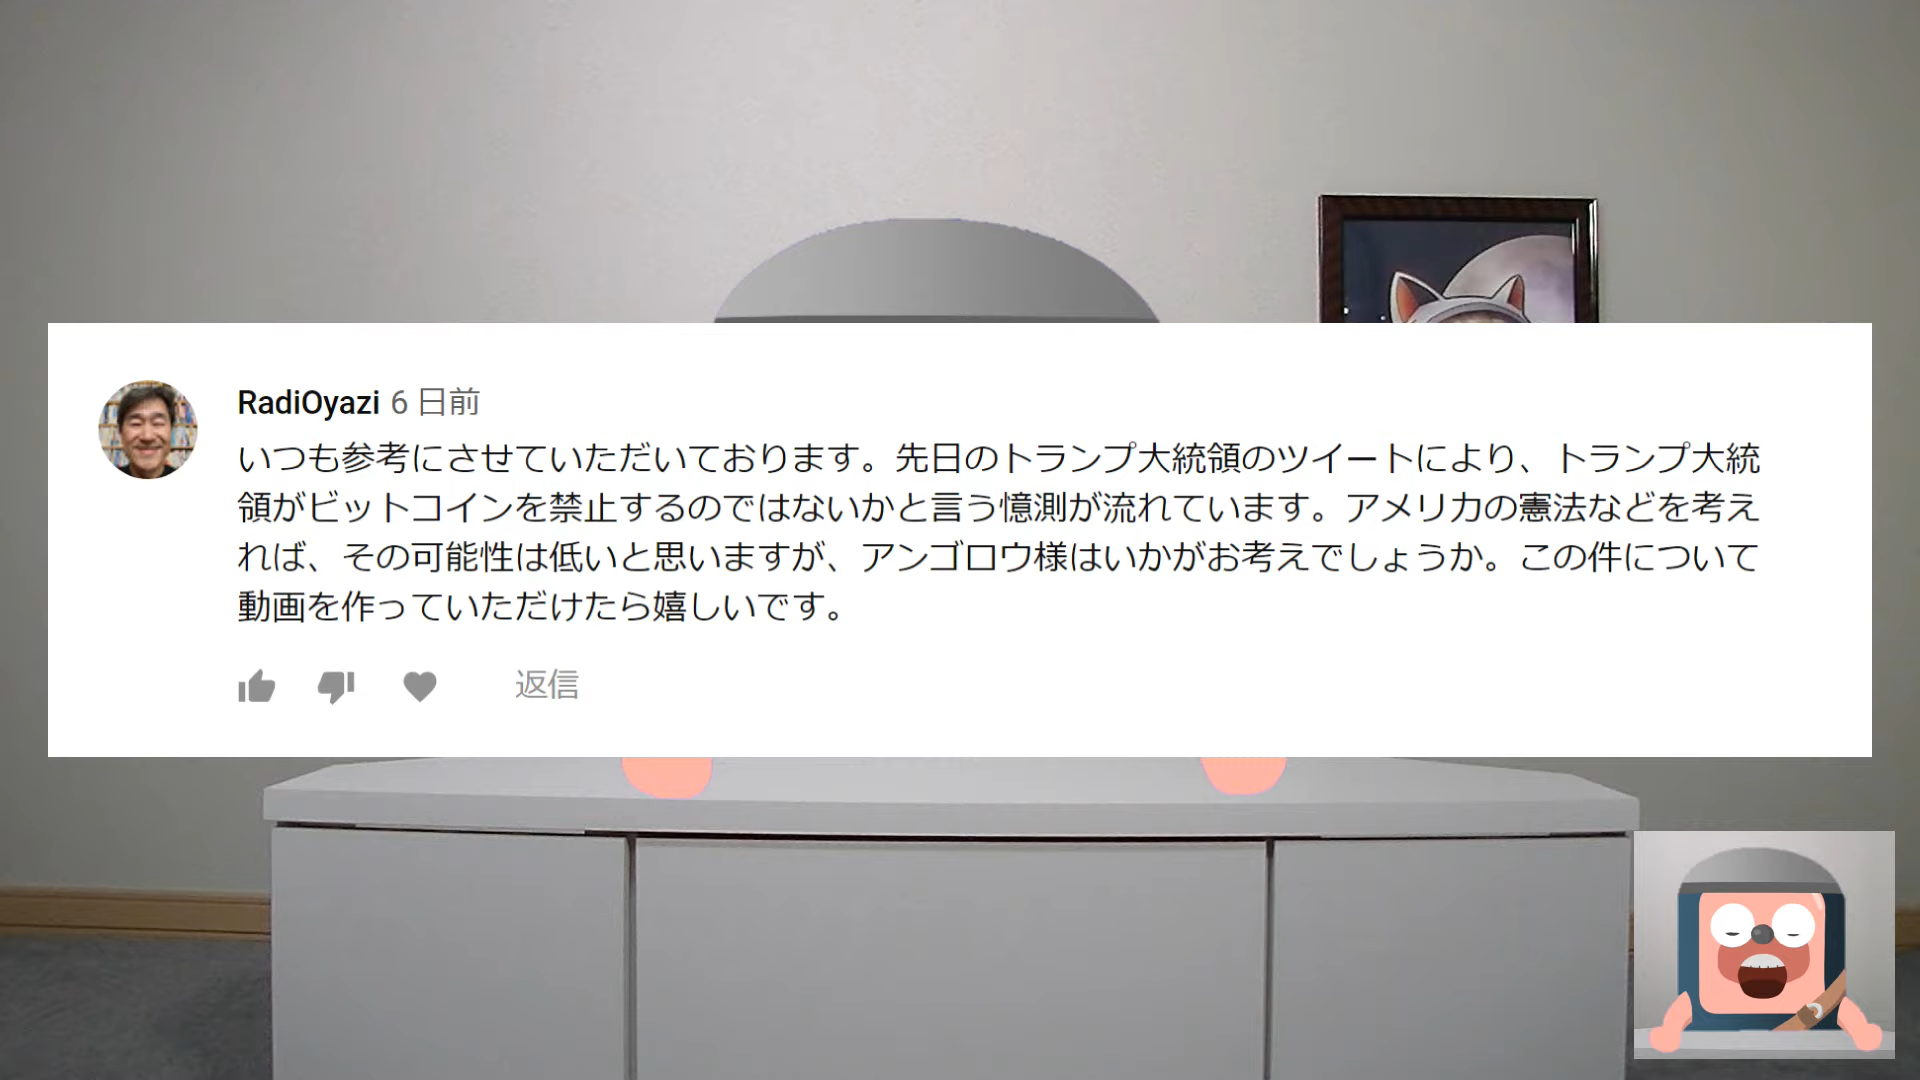 RadiOyazi 6 日前
いつも参考にさせていただいております。先日のトランプ大統領のツイートにより、トランプ大統
領がビットコインを禁止するのではないかと言う憶測が流れています。アメリカの憲法などを考え
れば、その可能性は低いと思いますが、アンゴロウ様はいかがお考えでしょうか。この件について
動画を作っていただけたら嬉しいです。
返信